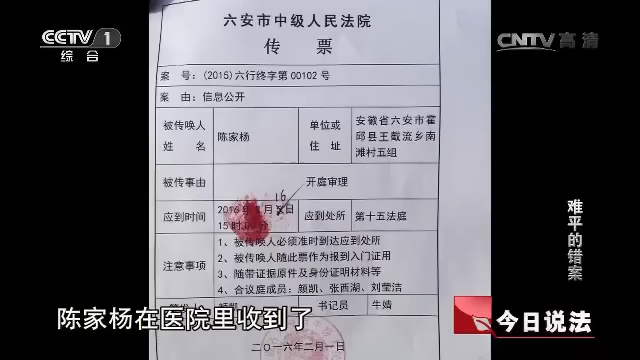 CCTV 1
综合
CNTV 高清
六安市中级人民法院
传 票
案 号：(2015)六行终字第00102号
案 由：信息公开
被传唤人姓名 陈家杨 单位或住址 安徽省六安市霍邱县王截流乡南滩村五组
被传事由 开庭审理
16
应到时间 2016年 月 日 15时 分 应到处所 第十五法庭
注意事项
1、被传唤人必须准时到达应到处所
2、被传唤人随此票作为报到入门证用
3、随带证据原件及身份证明材料等
4、合议庭成员：颜凯、张西湖、刘莹洁
书记员 牛婧
二〇一六年二月一日
难平的错案
陈家杨在医院里收到了
今日说法